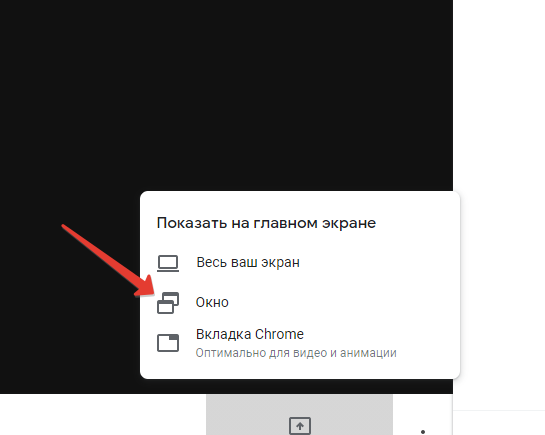 Показать на главном экране
Весь ваш экран
Окно
Вкладка Chrome
Оптимально для видео и анимации